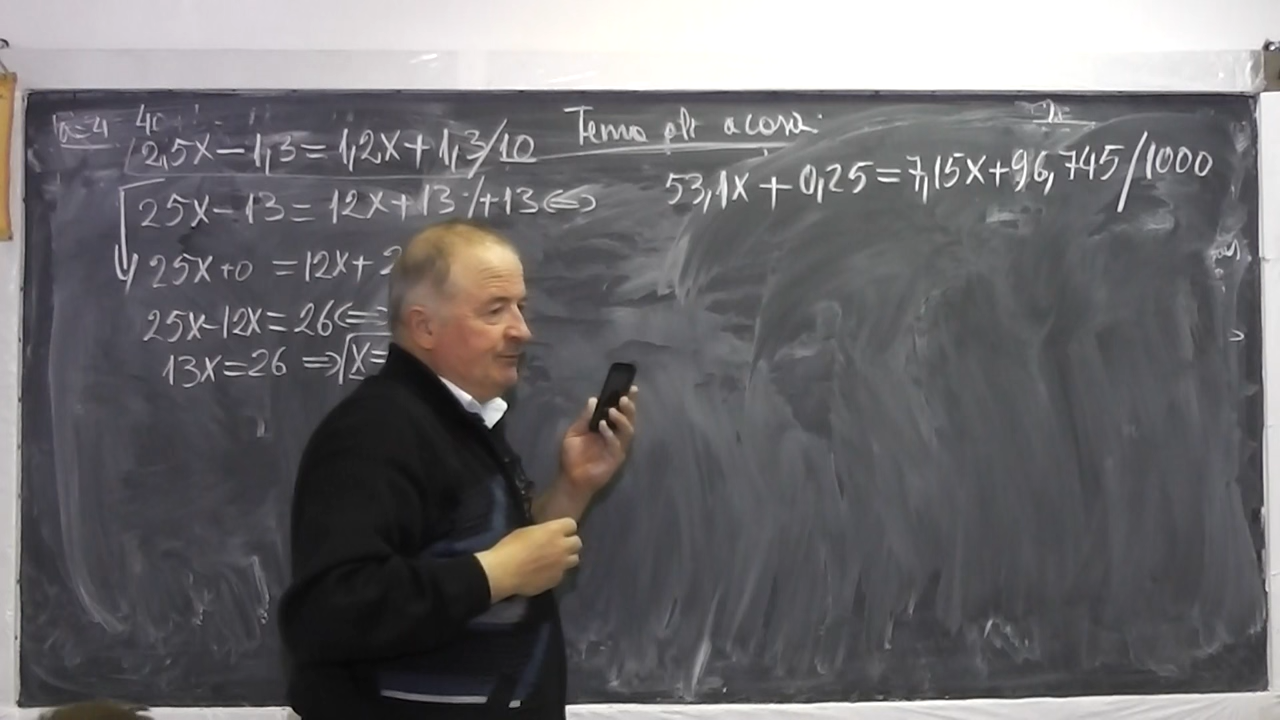 2,5x-1,3=1,2x+1,3/10
25x-13=12x+13 /+13⇔
25x+0 =12x+2
25x-12x=26⇔
13x=26 ⇒ x=
Tema pt acasă:
53,1x+0,25=7,15x+96,745/1000